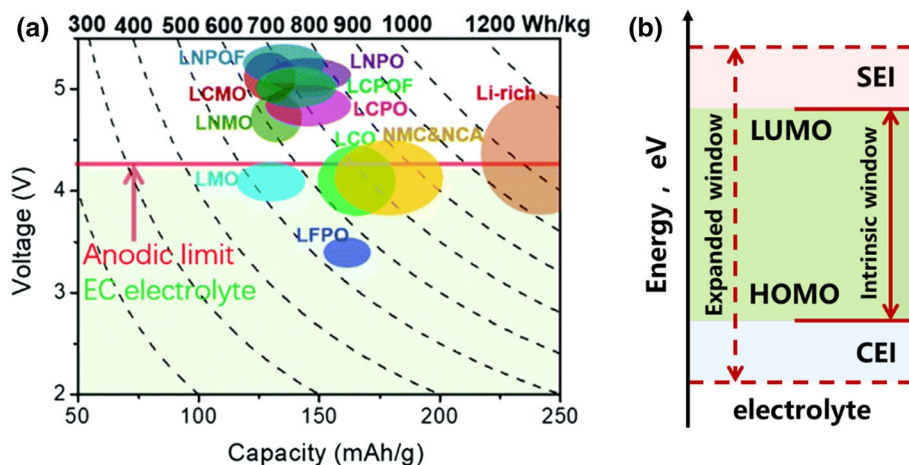 (a)
300 400 500 600 700 800 900 1000 1200 Wh/kg
LNPOF
LNPO
LCMO
LCPOF
LCPO
Li-rich
LNMO
LCO
NMC&NCA
LMO
LFPO
Anodic limit
EC electrolyte
5
4
3
2
Voltage (V)
50 100 150 200 250
Capacity (mAh/g)
(b)
Energy , eV
SEI
LUMO
Expanded window
Intrinsic window
HOMO
CEI
electrolyte